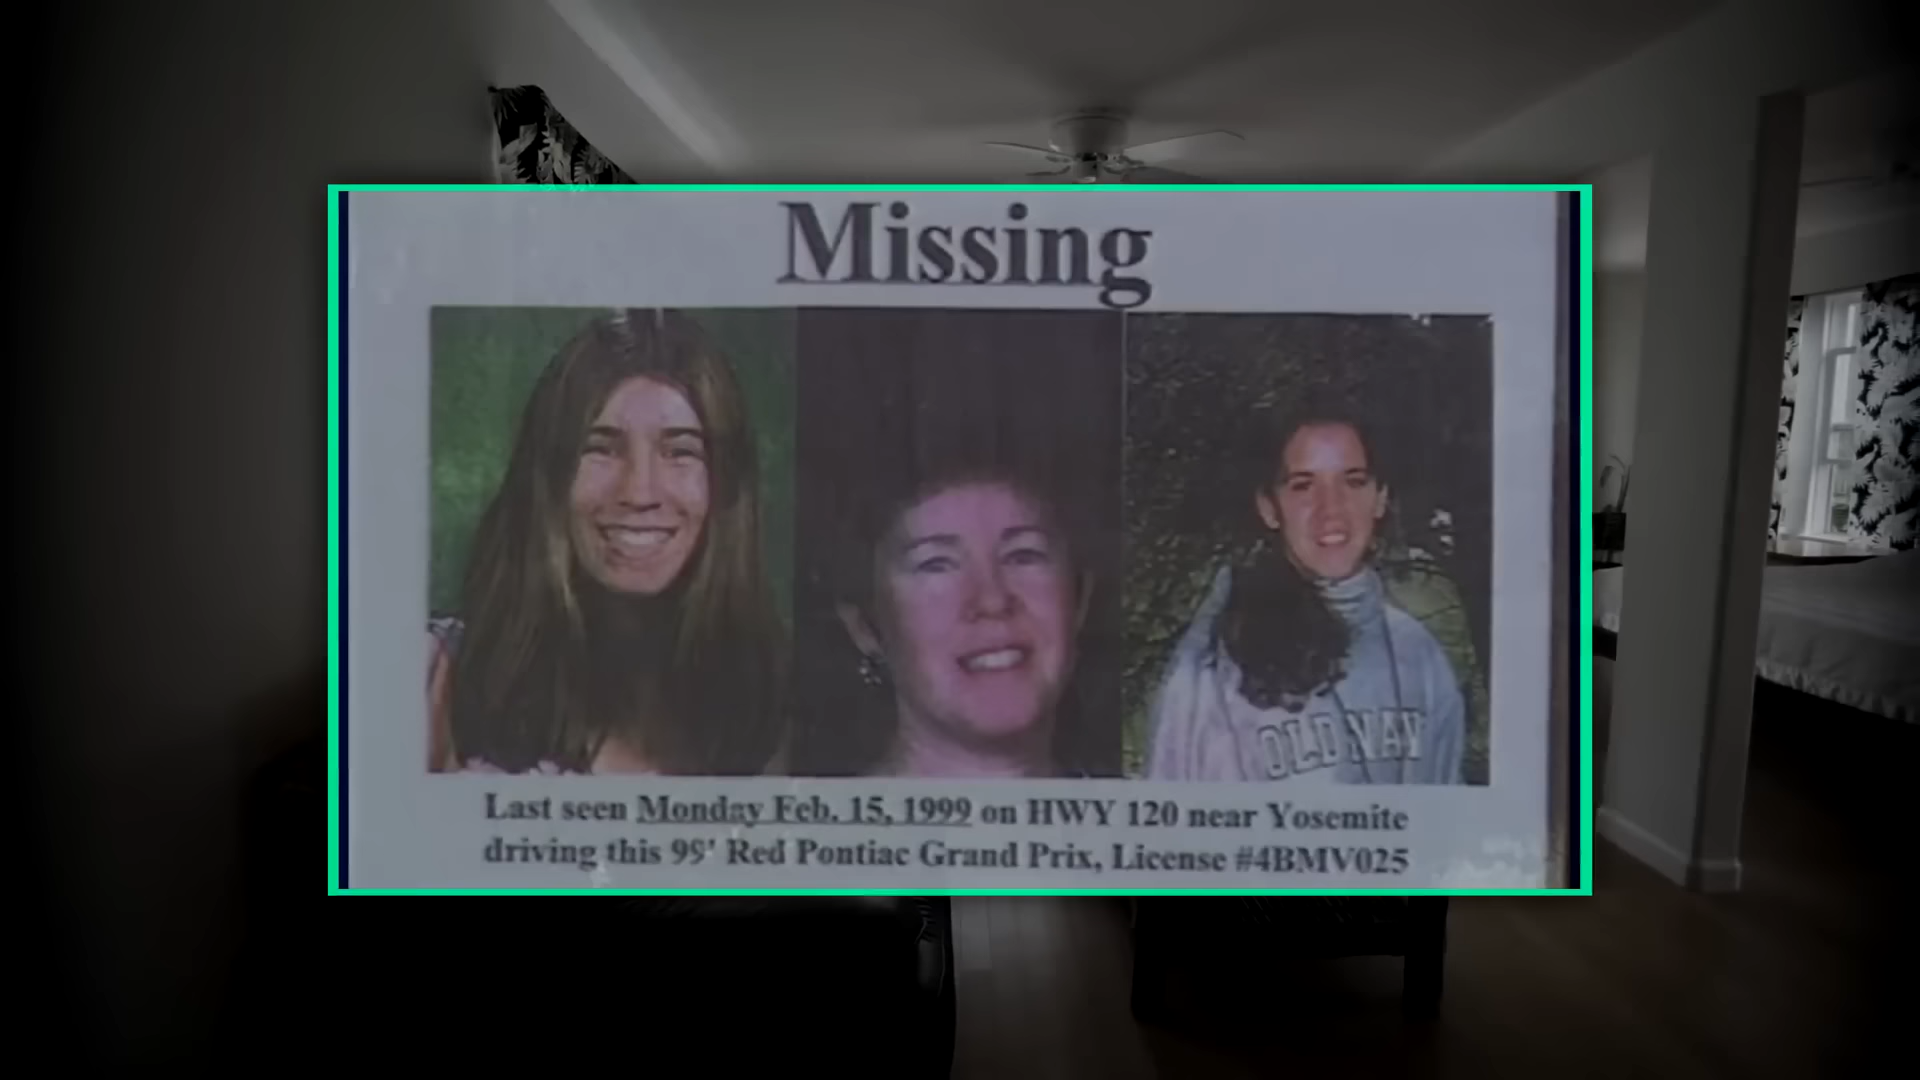 Missing
OLD NAVY
Last seen Monday Feb. 15, 1999 on HWY 120 near Yosemite
driving this 99' Red Pontiac Grand Prix, License #4BMV025